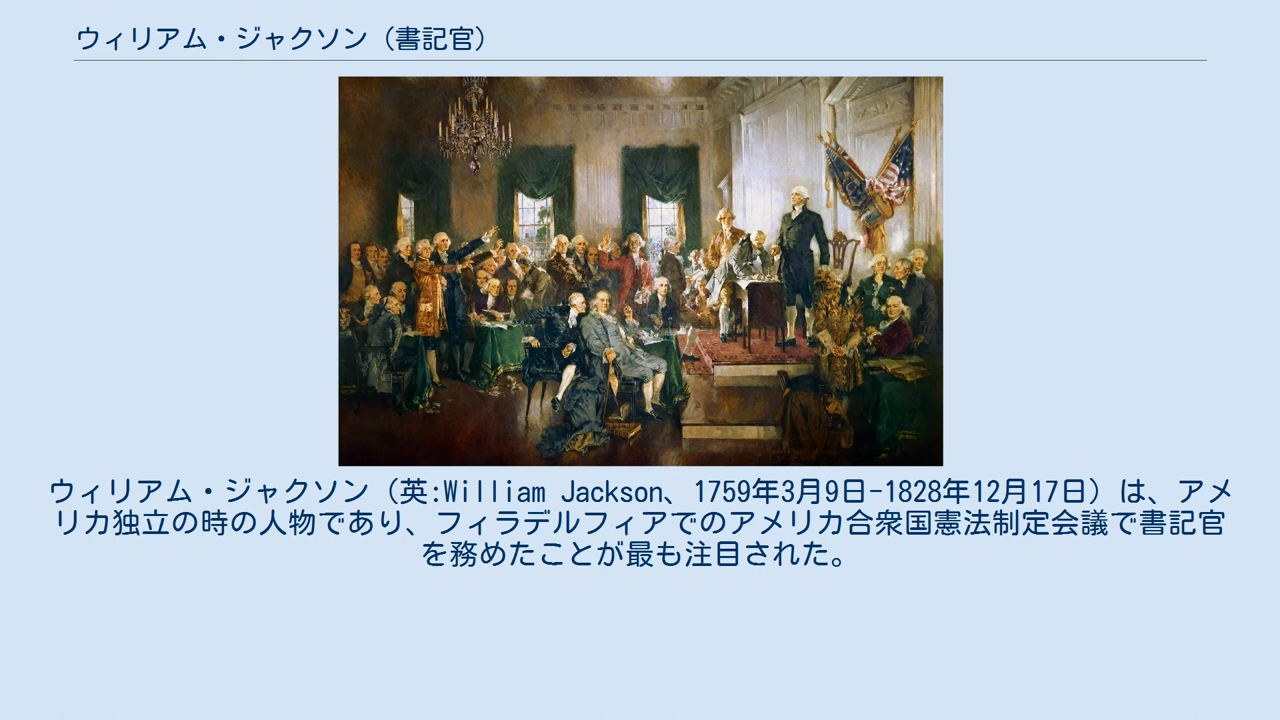 ウィリアム・ジャクソン（書記官）
ウィリアム・ジャクソン（英:William Jackson、1759年3月9日-1828年12月17日）は、アメ
リカ独立の時の人物であり、フィラデルフィアでのアメリカ合衆国憲法制定会議で書記官
を務めたことが最も注目された。